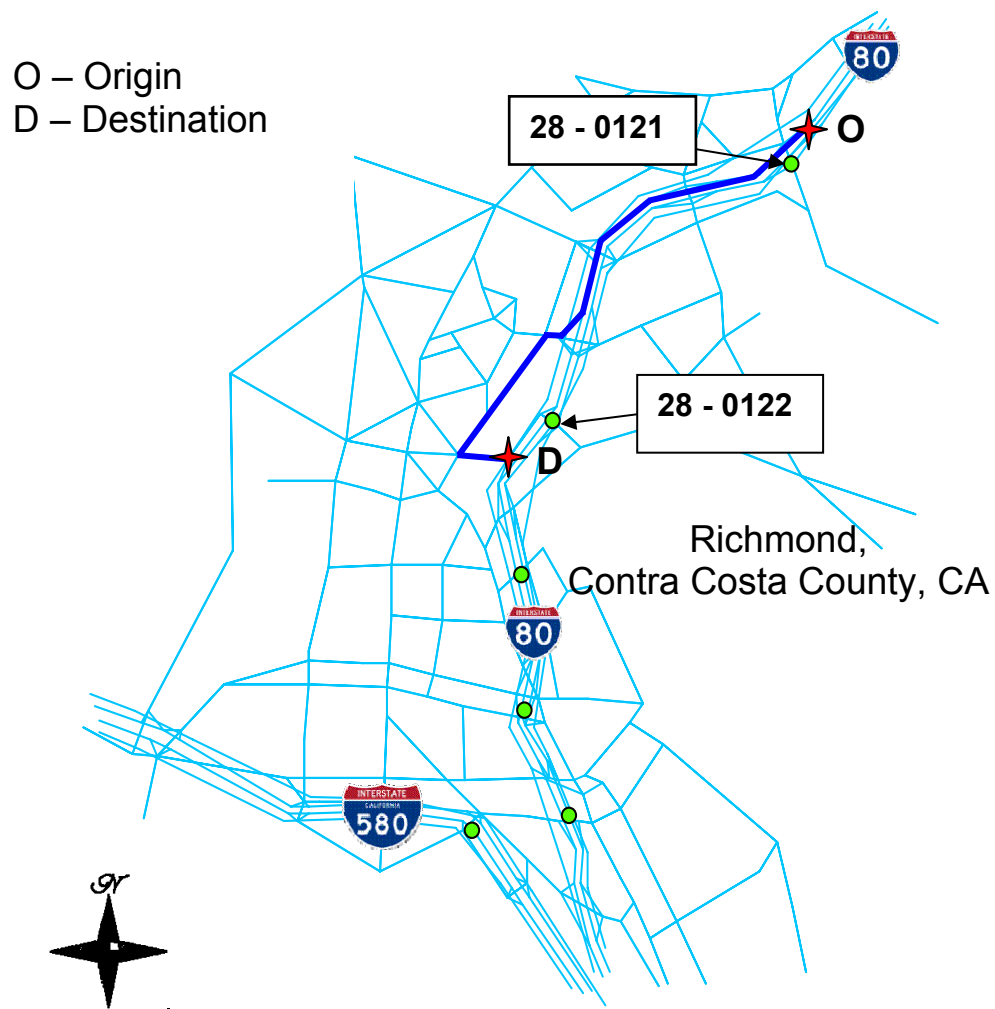 O – Origin
D – Destination
INTERSTATE
80
28 - 0121
O
28 - 0122
D
Richmond,
Contra Costa County, CA
INTERSTATE
80
INTERSTATE
CALIFORNIA
580
N